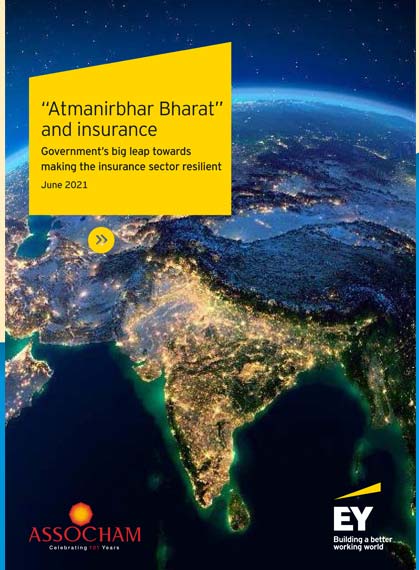 “Atmanirbhar Bharat”
and insurance
Government’s big leap towards
making the insurance sector resilient
June 2021
ASSOCHAM
Celebrating 101 Years
EY
Building a better
working world